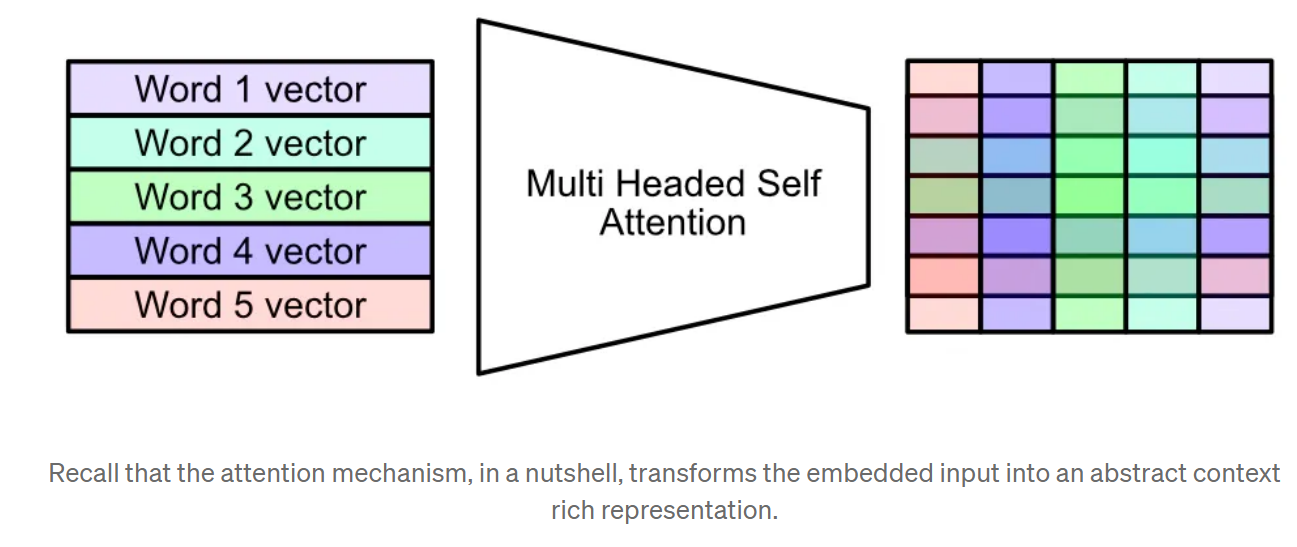 Word 1 vector
Word 2 vector
Word 3 vector
Word 4 vector
Word 5 vector
Multi Headed Self
Attention
Recall that the attention mechanism, in a nutshell, transforms the embedded input into an abstract context
rich representation.